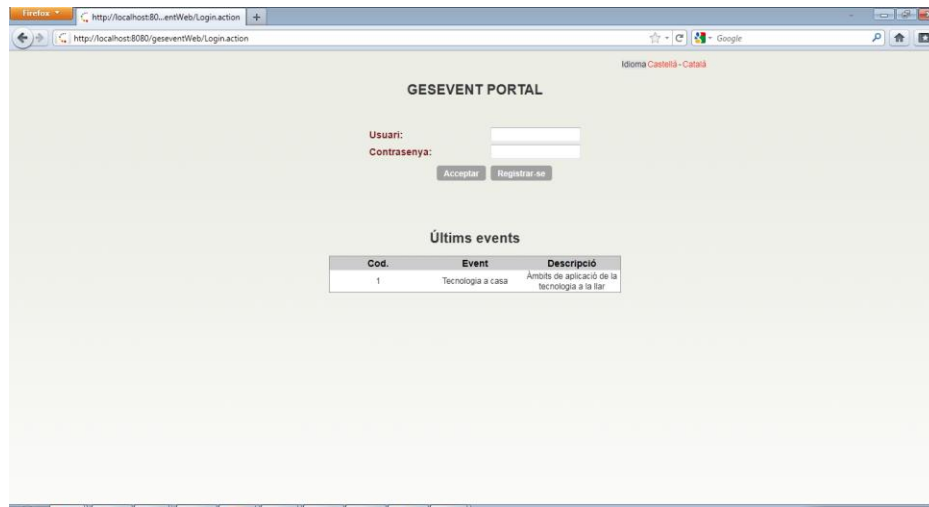 Firefox
http://localhost:80...entWeb/Login.action
http://localhost:8080/geseventWeb/Login.action
Google
Idioma Castellà - Català
GESEVENT PORTAL
Usuari:
Contrasenya:
Acceptar Registrar-se
Últims events
Cod. Event Descripció
1 Tecnologia a casa Àmbits de aplicació de la
tecnologia a la llar